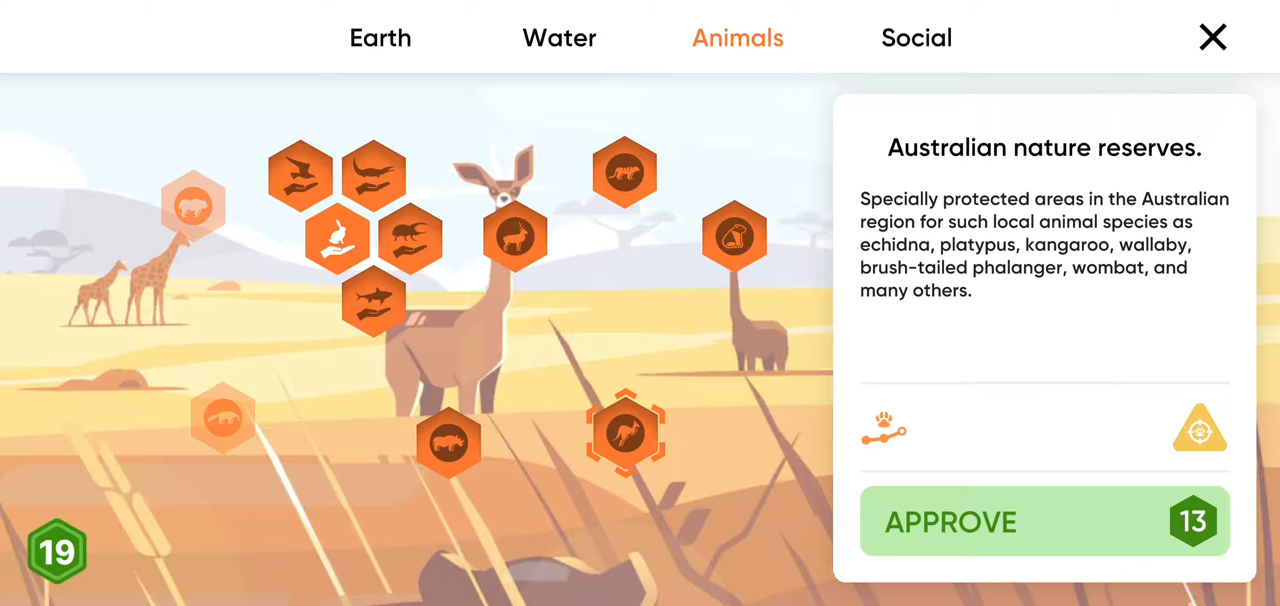 Earth Water Animals Social
Australian nature reserves.
Specially protected areas in the Australian
region for such local animal species as
echidna, platypus, kangaroo, wallaby,
brush-tailed phalanger, wombat, and
many others.
APPROVE 13
19